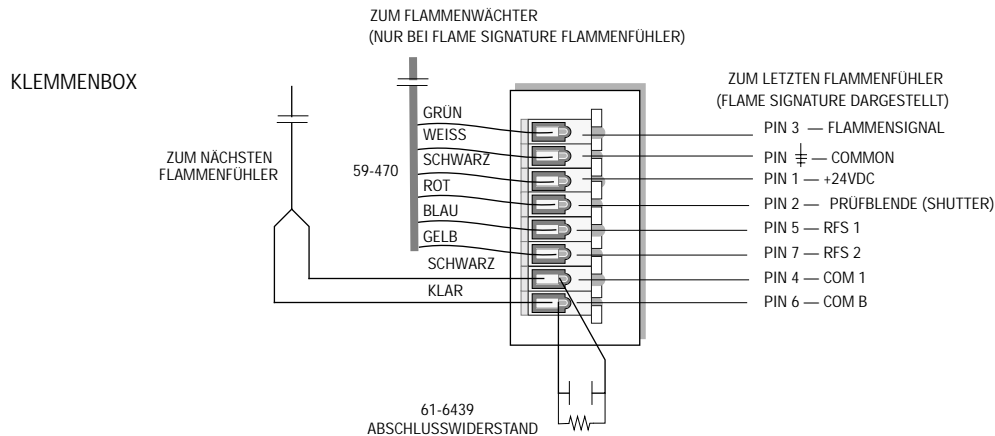 ZUM FLAMMENWÄCHTER
(NUR BEI FLAME SIGNATURE FLAMMENFÜHLER)
KLEMMENBOX
ZUM LETZTEN FLAMMENFÜHLER
(FLAME SIGNATURE DARGESTELLT)
ZUM NÄCHSTEN
FLAMMENFÜHLER
59-470
GRÜN
WEISS
SCHWARZ
ROT
BLAU
GELB
SCHWARZ
KLAR
PIN 3 — FLAMMENSIGNAL
PIN ⏚ — COMMON
PIN 1 — +24VDC
PIN 2 — PRÜFBLENDE (SHUTTER)
PIN 5 — RFS 1
PIN 7 — RFS 2
PIN 4 — COM 1
PIN 6 — COM B
61-6439
ABSCHLUSSWIDERSTAND